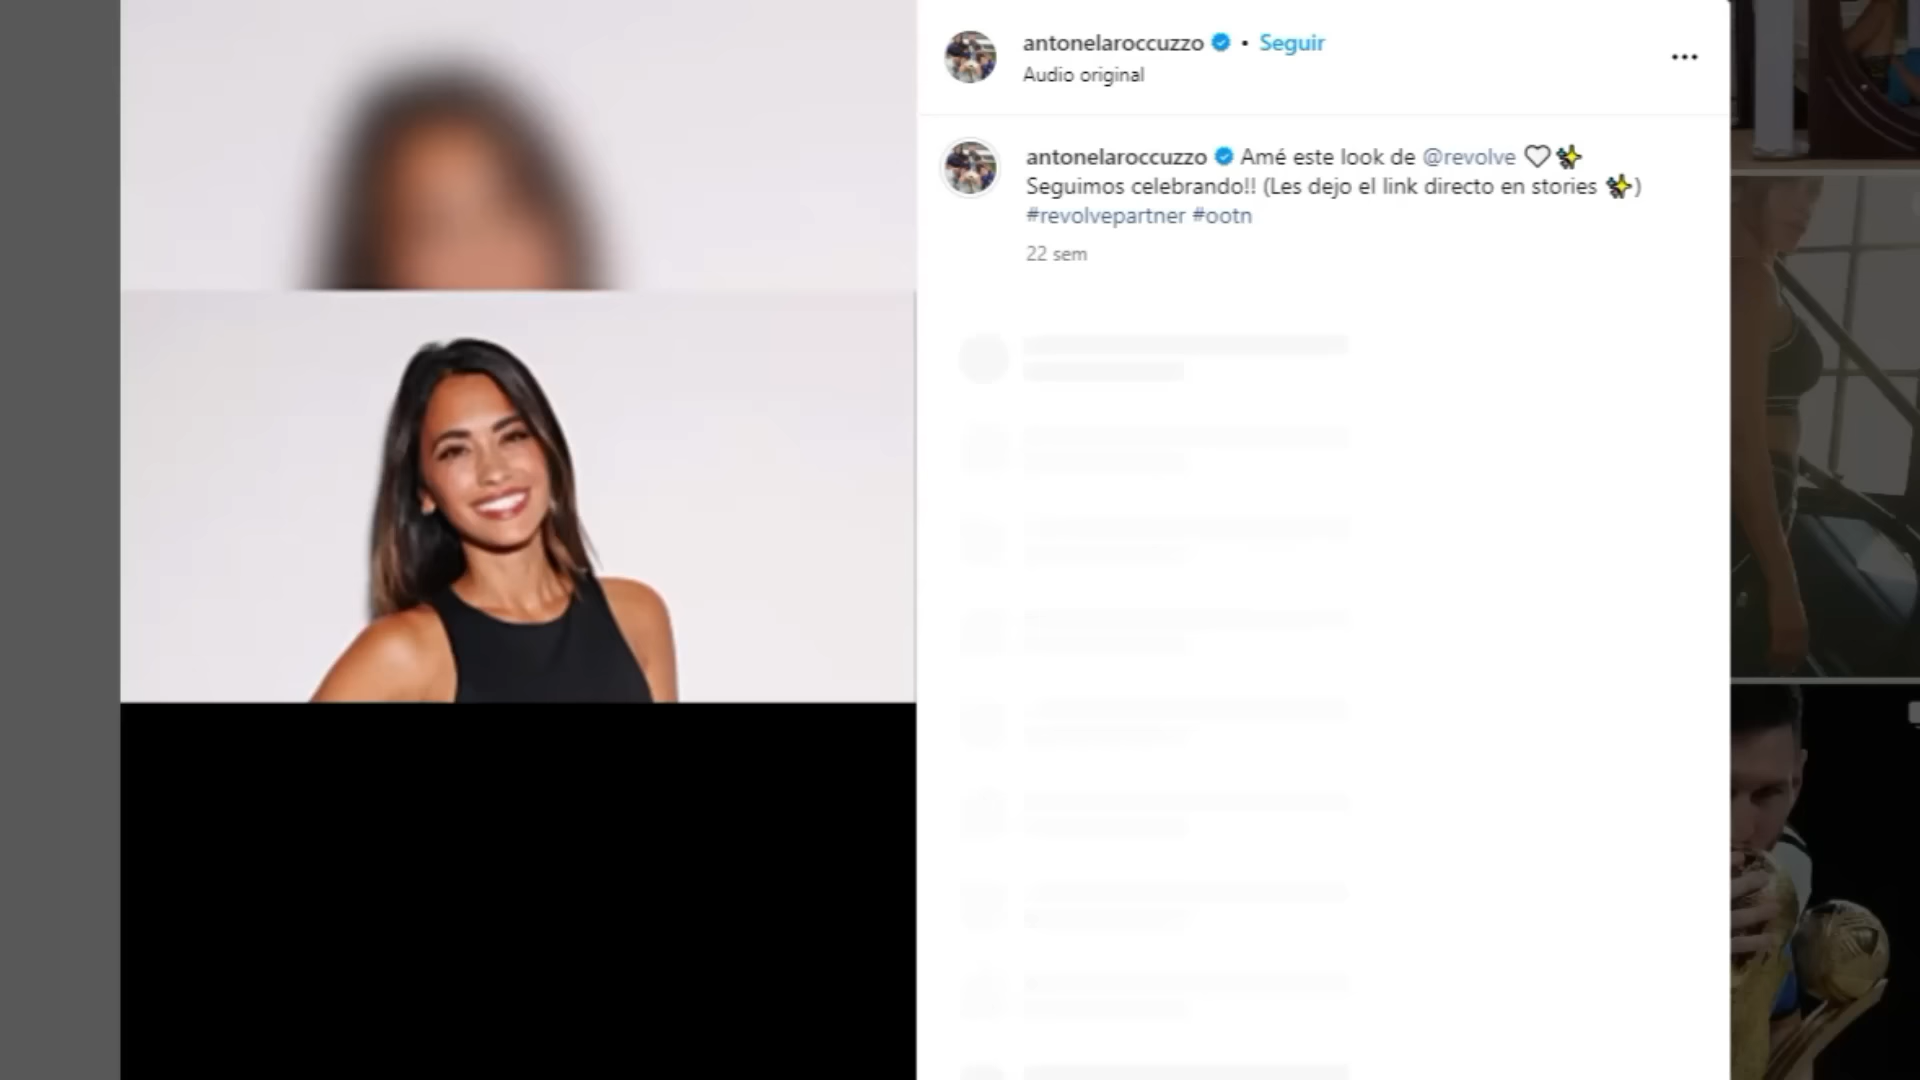 antonelaroccuzzo • Seguir
Audio original
antonelaroccuzzo Amé este look de @revolve 🤍✨
Seguimos celebrando!! (Les dejo el link directo en stories ✨)
#revolvepartner #ootn
22 sem